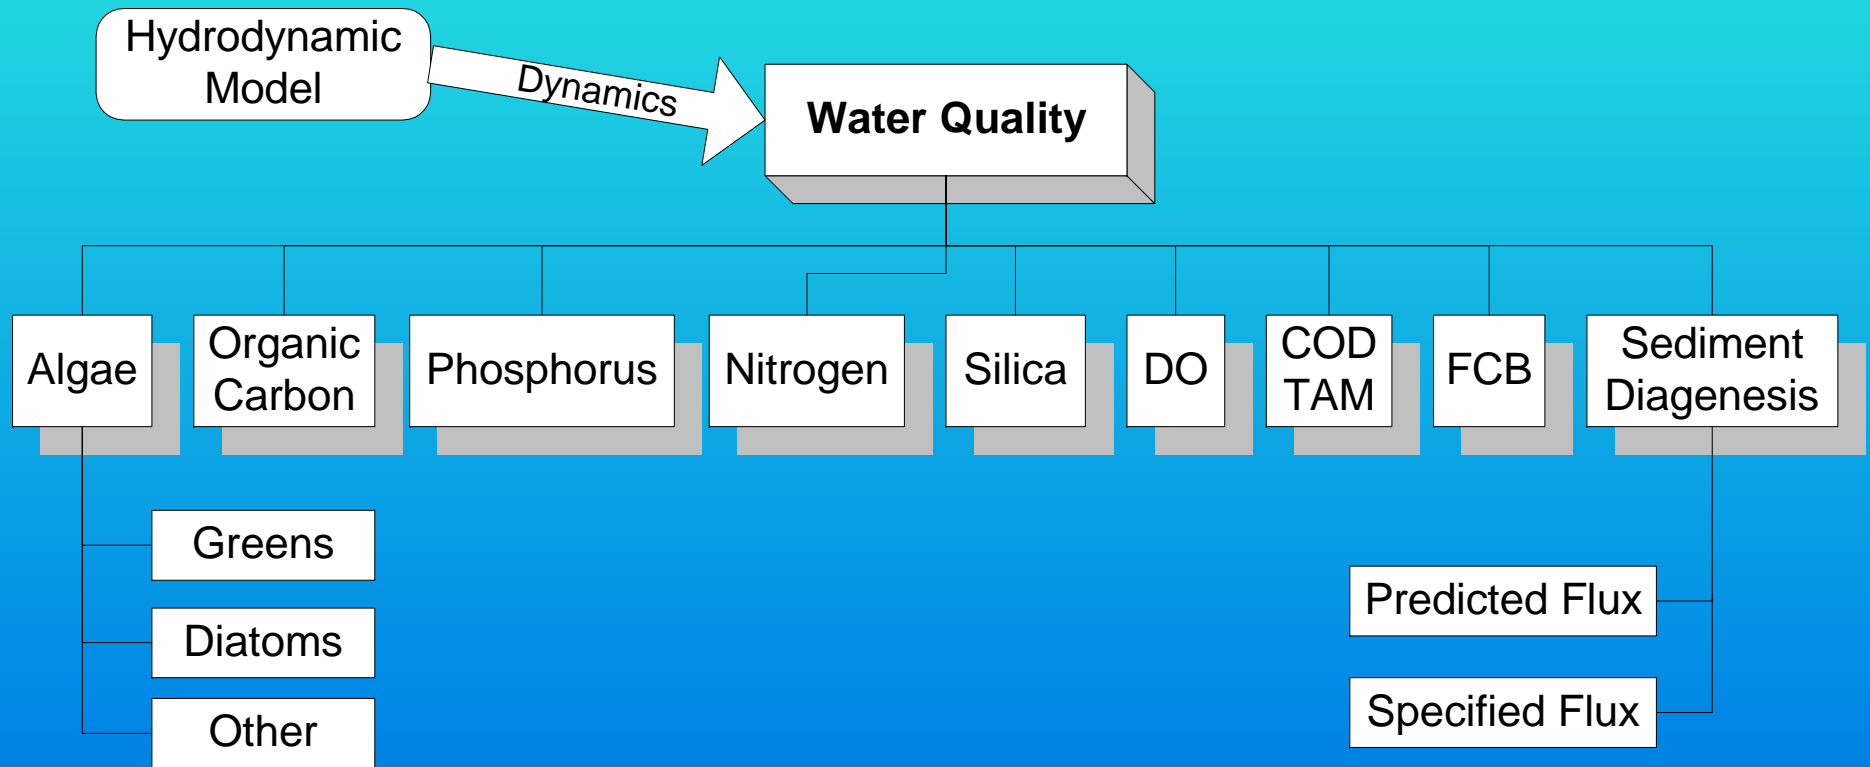 Hydrodynamic
Model
Dynamics
Water Quality
Algae
Organic
Carbon
Phosphorus
Nitrogen
Silica
DO
COD
TAM
FCB
Sediment
Diagenesis
Greens
Diatoms
Other
Predicted Flux
Specified Flux